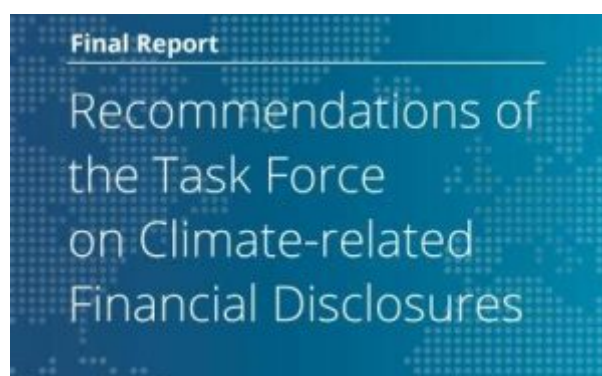 Final Report
Recommendations of
the Task Force
on Climate-related
Financial Disclosures